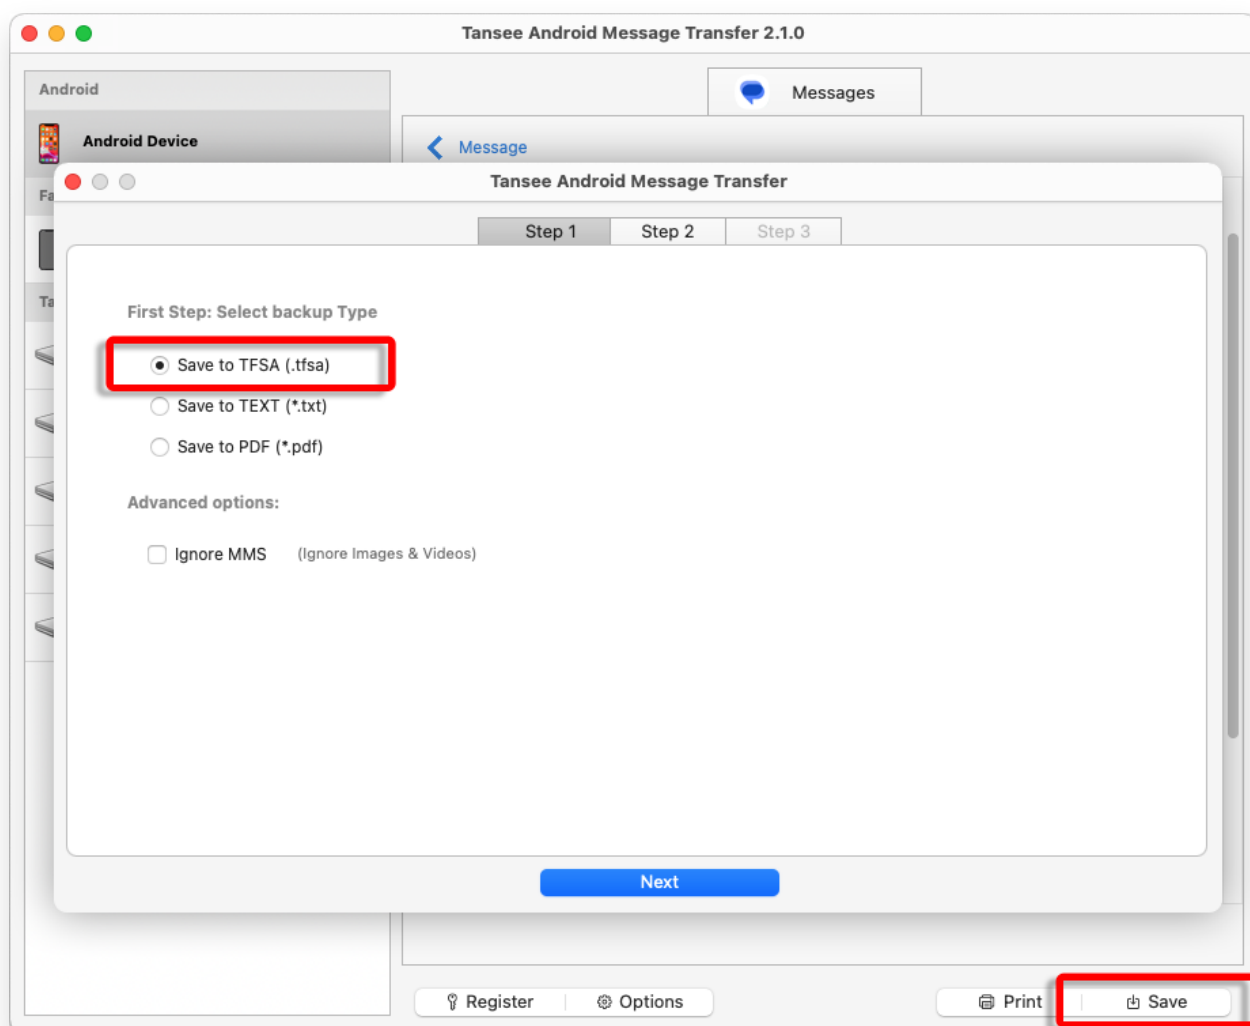 Tansee Android Message Transfer 2.1.0
Android
Messages
Android Device
Message
Tansee Android Message Transfer
Fa
Step 1 Step 2 Step 3
Ta
First Step: Select backup Type
Save to TFSA (.tfsa)
Save to TEXT (*.txt)
Save to PDF (*.pdf)
Advanced options:
Ignore MMS (Ignore Images & Videos)
Next
Register Options Print Save